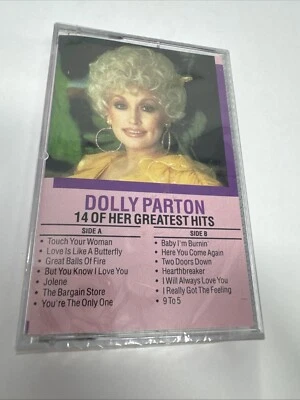 DOLLY PARTON
14 OF HER GREATEST HITS
SIDE A
• Touch Your Woman
• Love Is Like A Butterfly
• Great Balls Of Fire
• But You Know I Love You
• Jolene
• The Bargain Store
• You're The Only One
SIDE B
• Baby I'm Burnin'
• Here You Come Again
• Two Doors Down
• Hearthbreaker
• I Will Always Love You
• I Really Got The Feeling
• 9 To 5